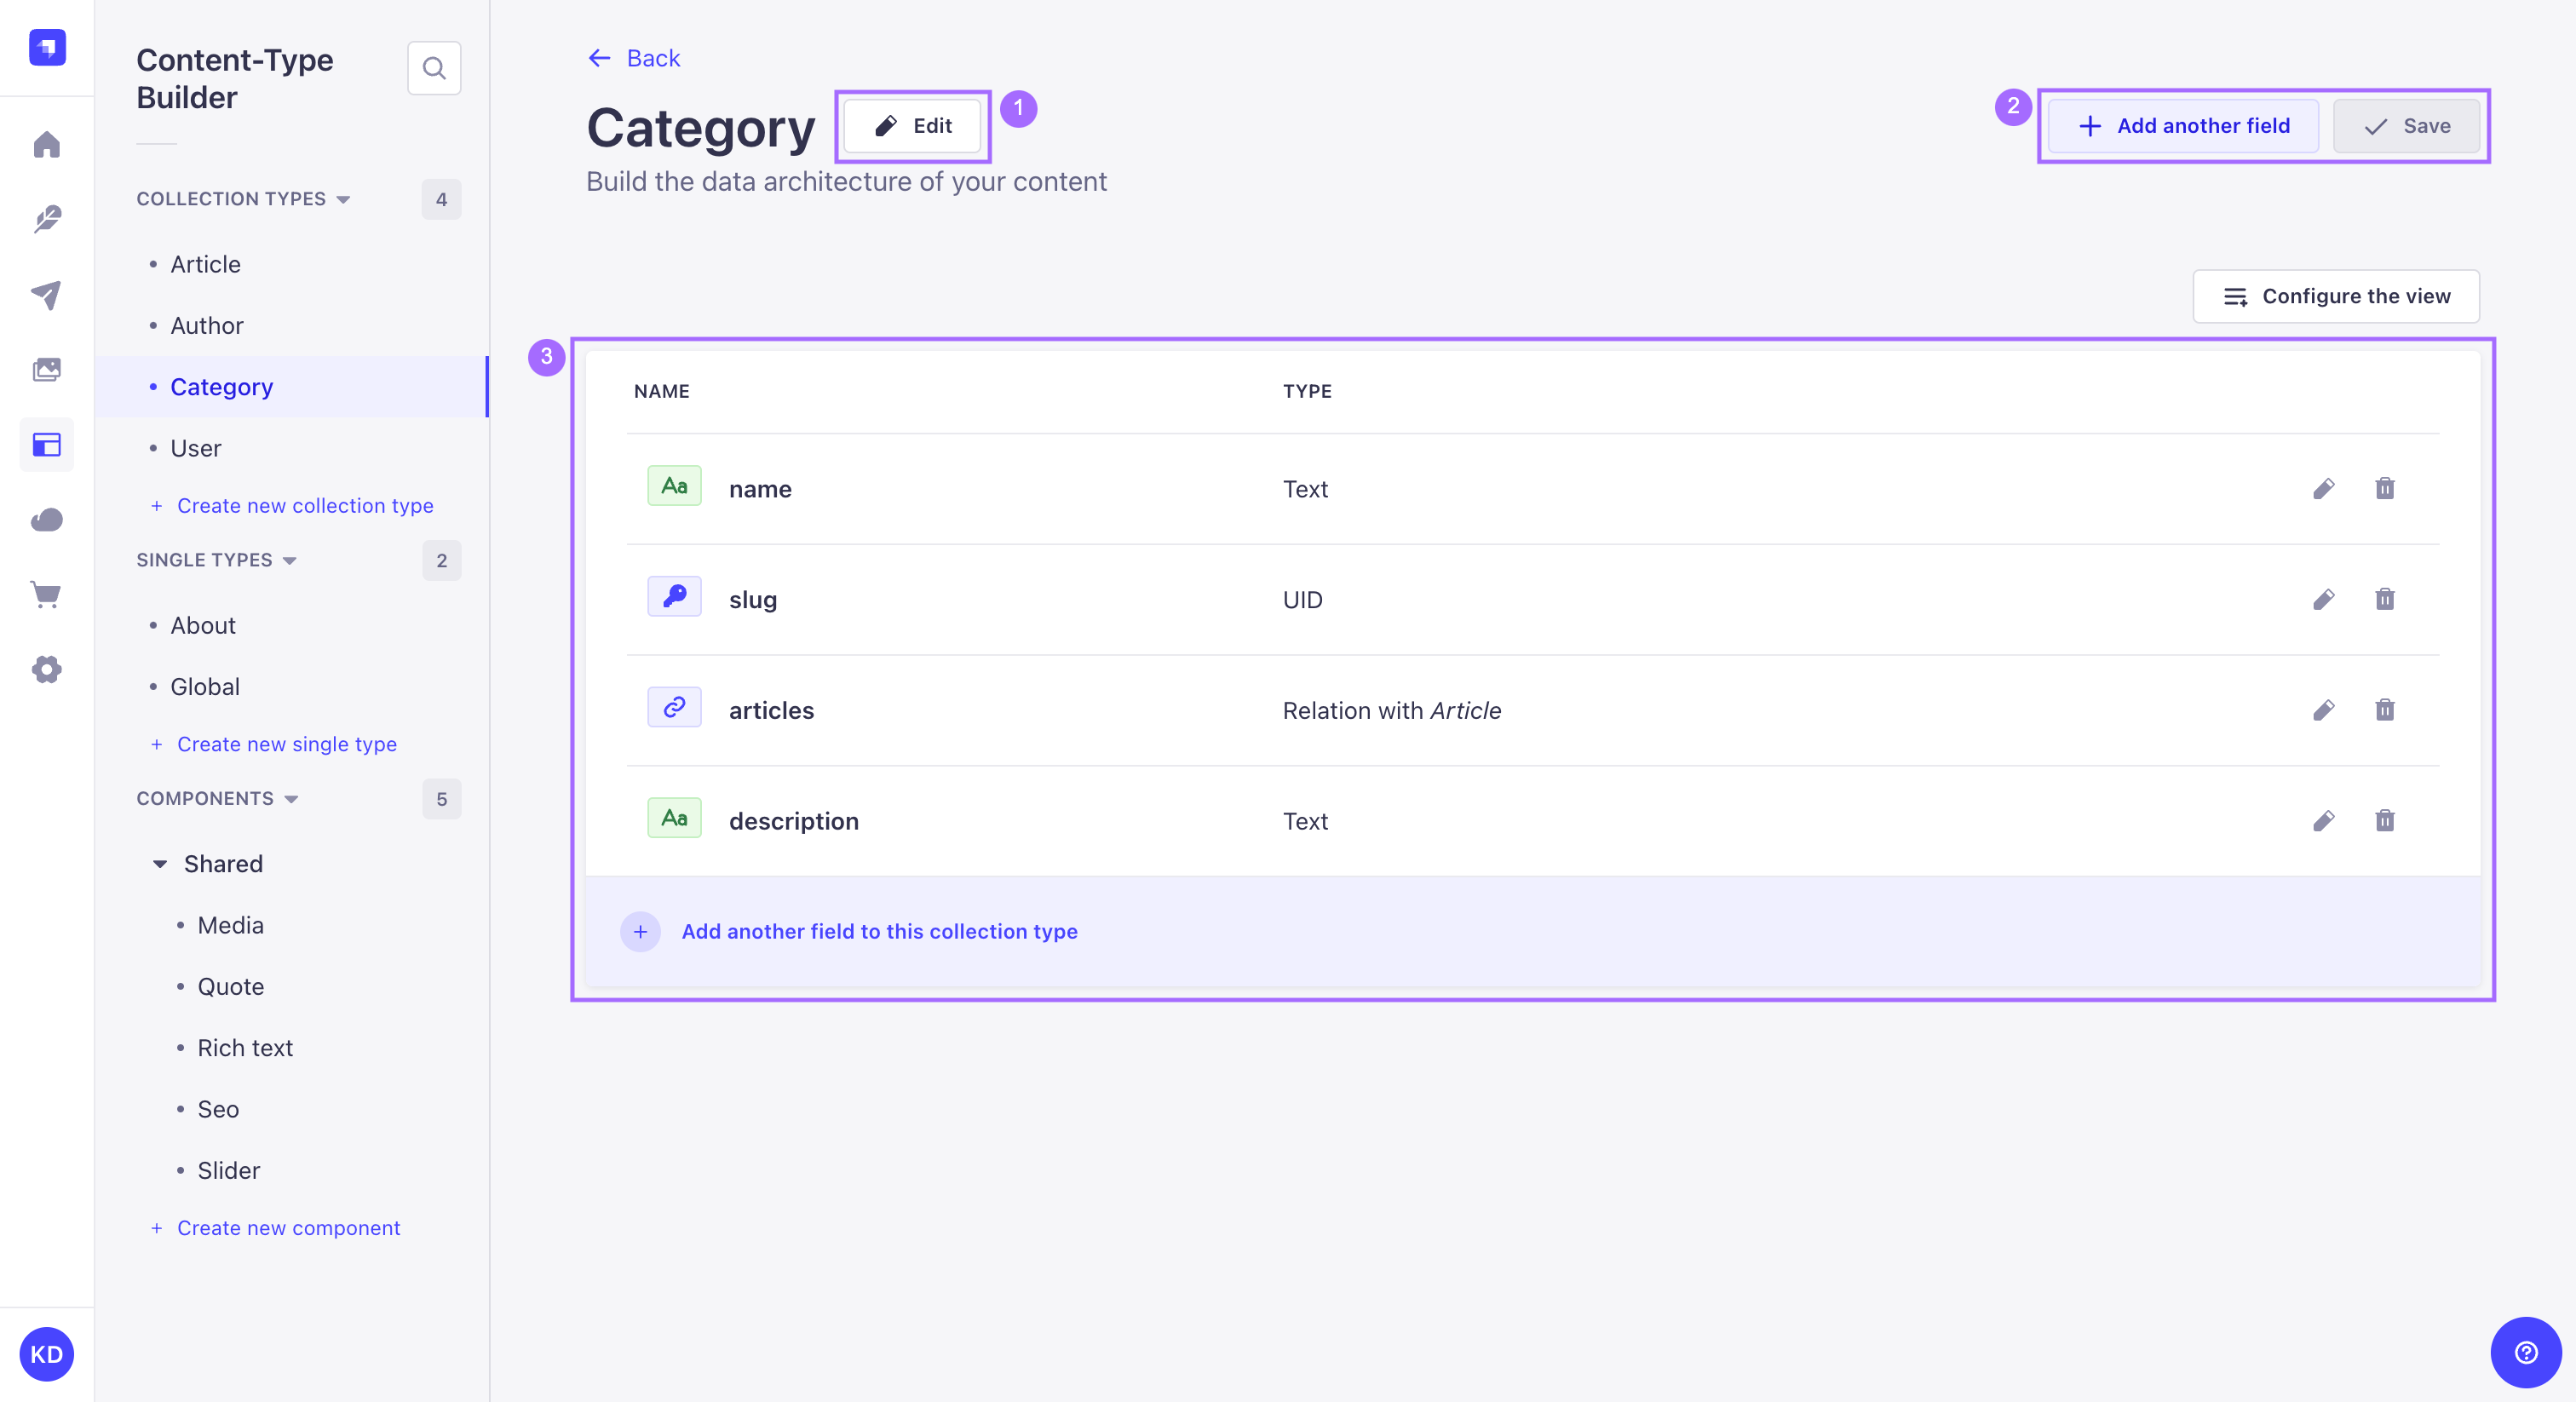 Content-Type
Builder
COLLECTION TYPES
4
Article
Author
Category
User
+ Create new collection type
SINGLE TYPES
2
About
Global
+ Create new single type
COMPONENTS
5
Shared
Media
Quote
Rich text
Seo
Slider
+ Create new component
KD
Back
Category
Edit
1
2
Add another field
Save
Build the data architecture of your content
Configure the view
3
NAME TYPE
Aa name Text
slug UID
articles Relation with Article
Aa description Text
+ Add another field to this collection type
?